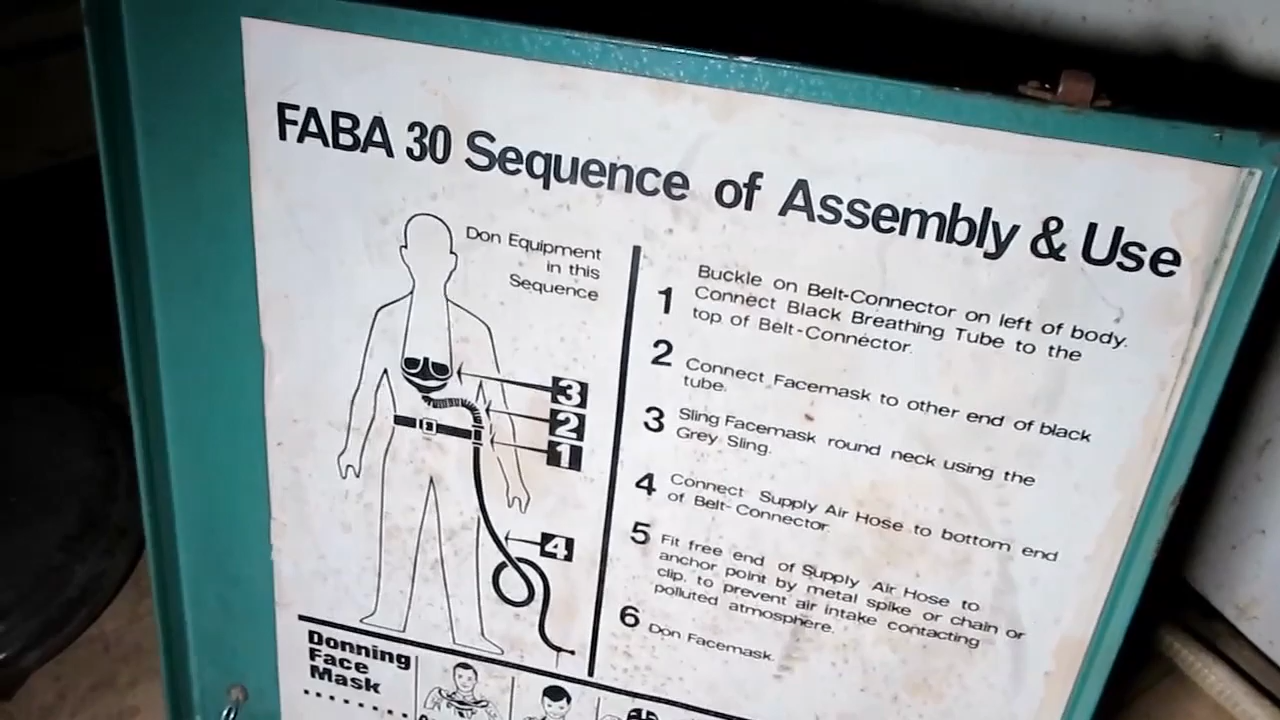 FABA 30 Sequence of Assembly & Use
Don Equipment
in this
Sequence
3
2
1
4
1 Buckle on Belt-Connector on left of body.
Connect Black Breathing Tube to the
top of Belt-Connector.
2 Connect Facemask to other end of black
tube.
3 Sling Facemask round neck using the
Grey Sling.
4 Connect Supply Air Hose to bottom end
of Belt-Connector
5 Fit free end of Supply Air Hose to
anchor point by metal spike or chain or
clip, to prevent air intake contacting
polluted atmosphere.
6 Don Facemask.
Donning
Face
Mask